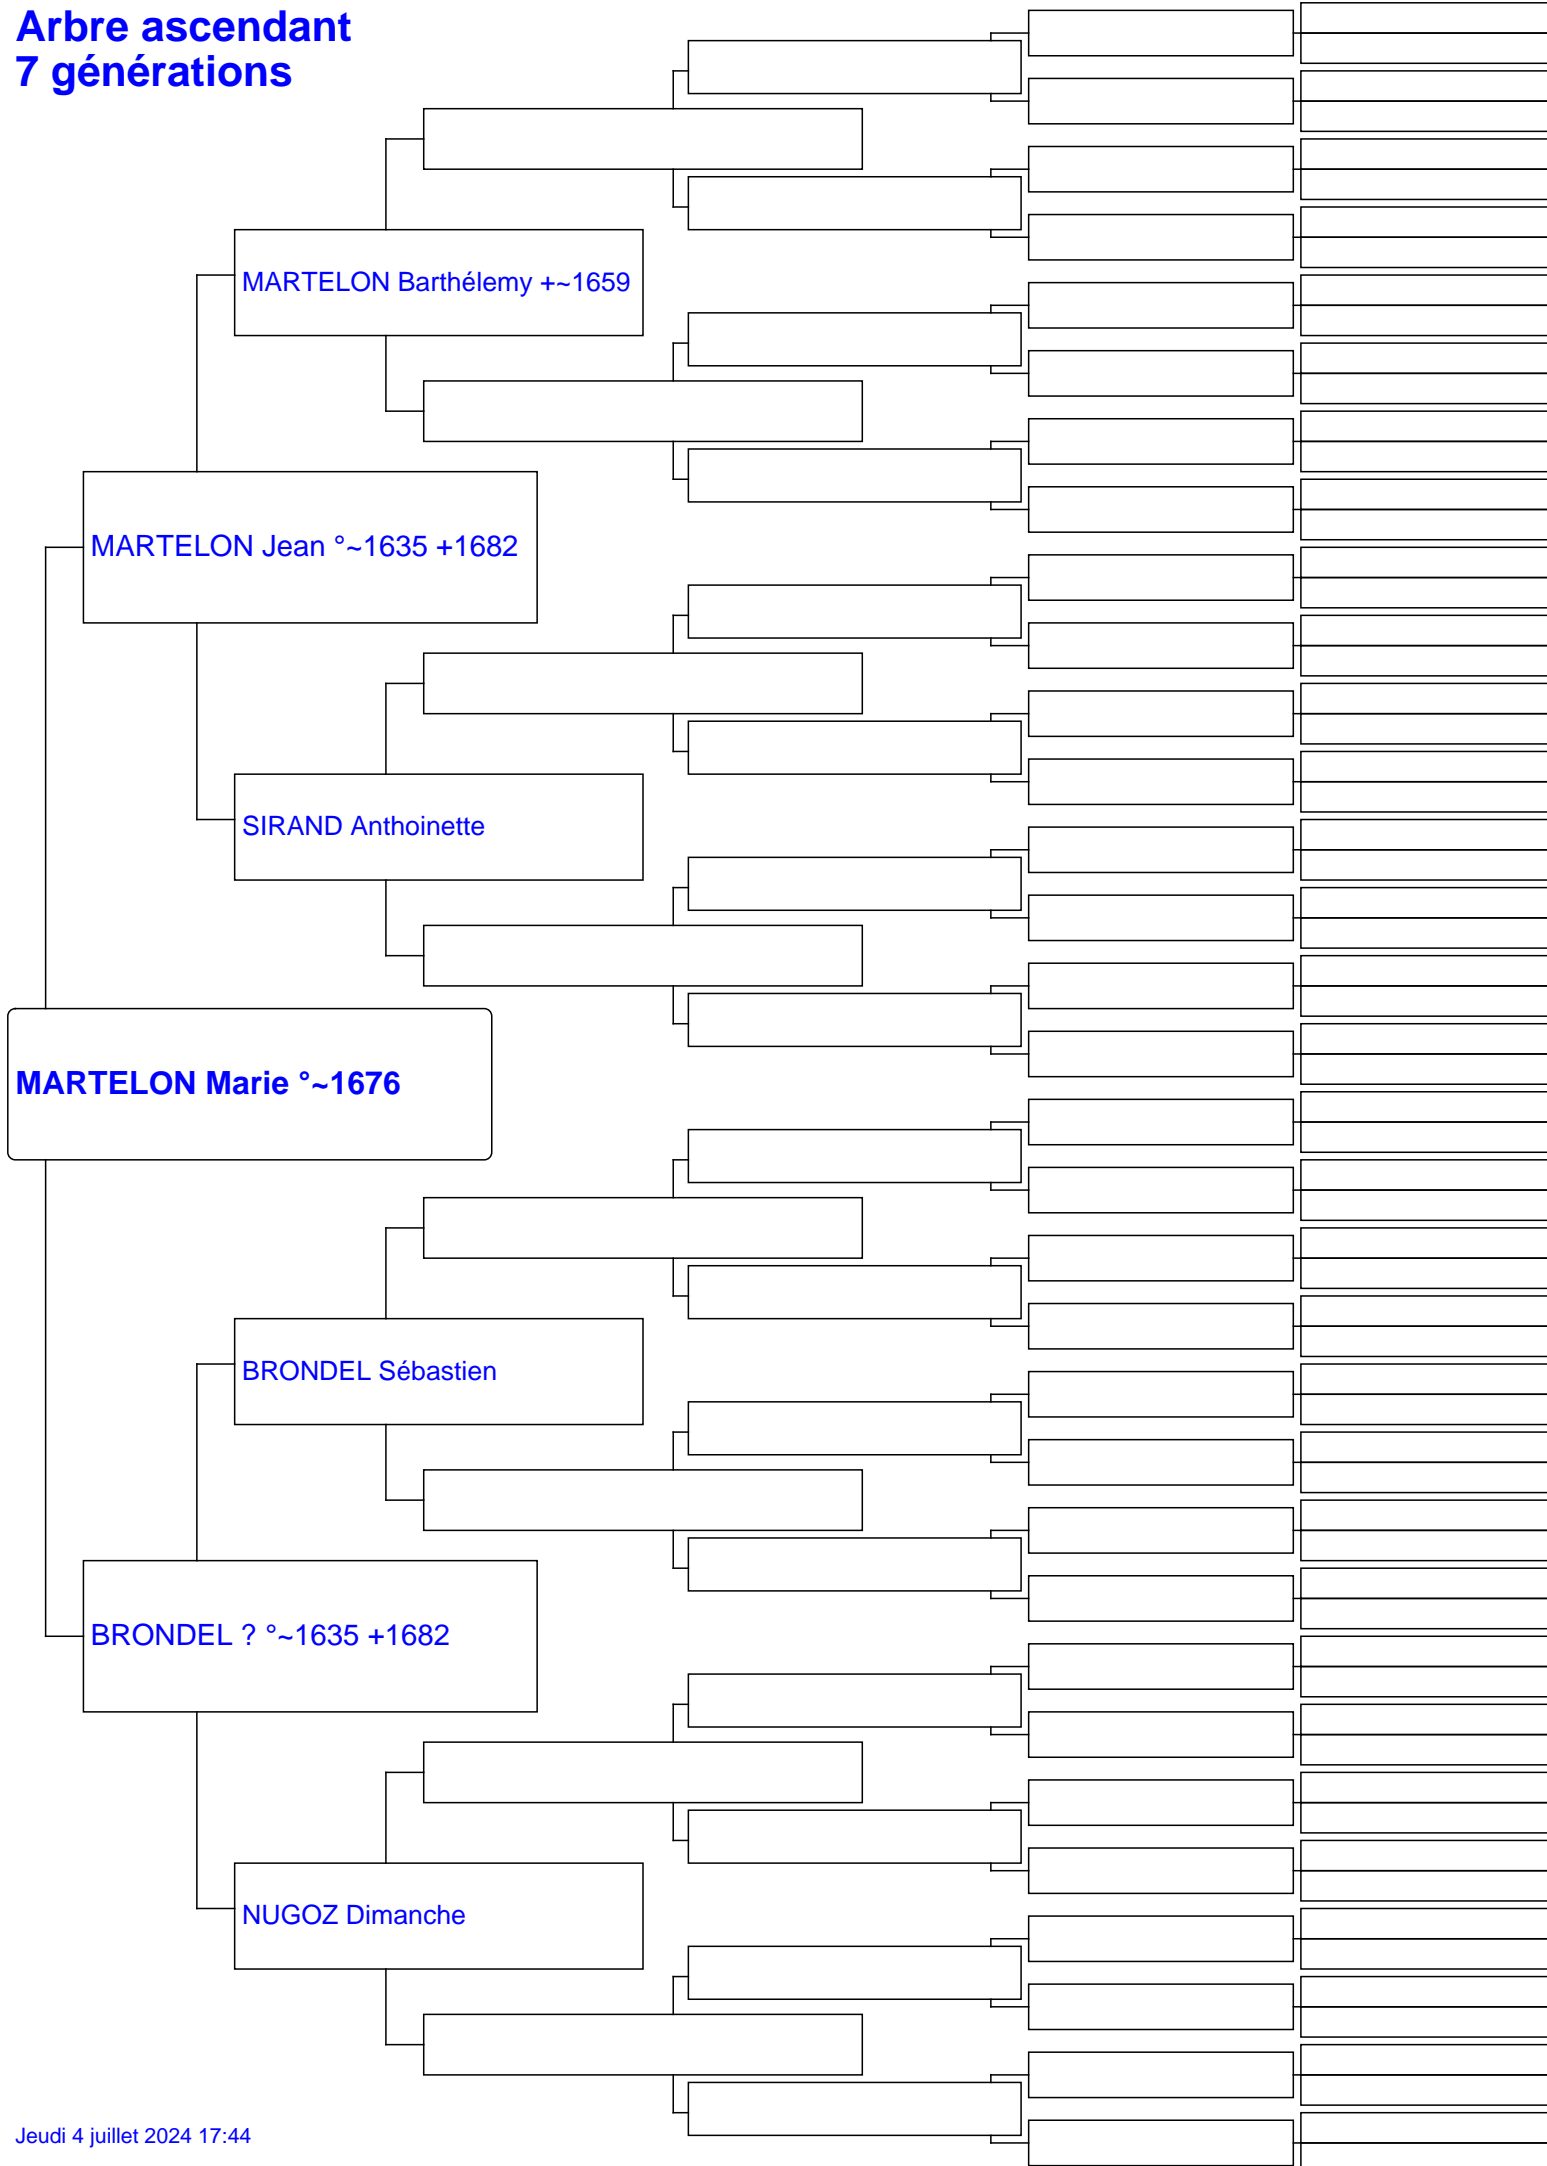 Arbre ascendant
7 générations
MARTELON Barthélemy +~1659
MARTELON Jean °~1635 +1682
SIRAND Anthoinette
MARTELON Marie °~1676
BRONDEL Sébastien
BRONDEL ? °~1635 +1682
NUGOZ Dimanche
Jeudi 4 juillet 2024 17:44